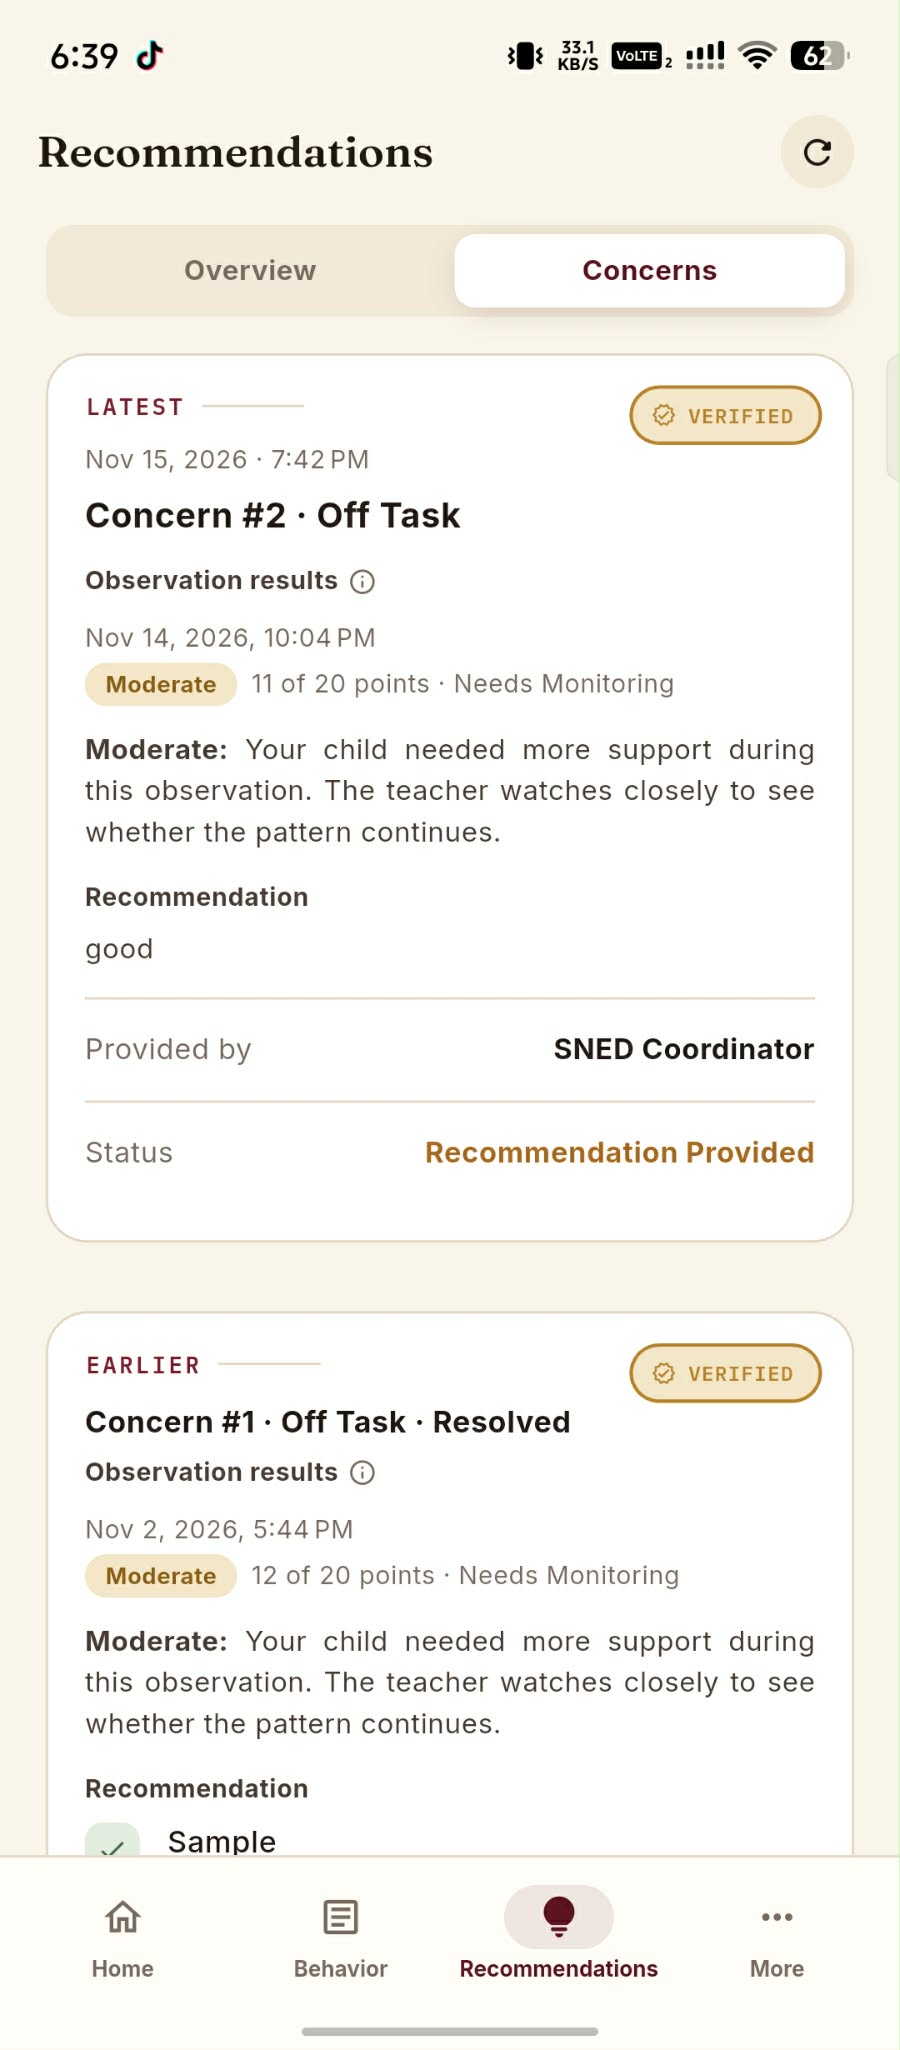 6:39
33.1
KB/S
VoLTE 2
62
Recommendations
Overview
Concerns
LATEST
VERIFIED
Nov 15, 2026 · 7:42 PM
Concern #2 · Off Task
Observation results
Nov 14, 2026, 10:04 PM
Moderate 11 of 20 points · Needs Monitoring
Moderate: Your child needed more support during
this observation. The teacher watches closely to see
whether the pattern continues.
Recommendation
good
Provided by SNED Coordinator
Status Recommendation Provided
EARLIER
VERIFIED
Concern #1 · Off Task · Resolved
Observation results
Nov 2, 2026, 5:44 PM
Moderate 12 of 20 points · Needs Monitoring
Moderate: Your child needed more support during
this observation. The teacher watches closely to see
whether the pattern continues.
Recommendation
Sample
Home
Behavior
Recommendations
More